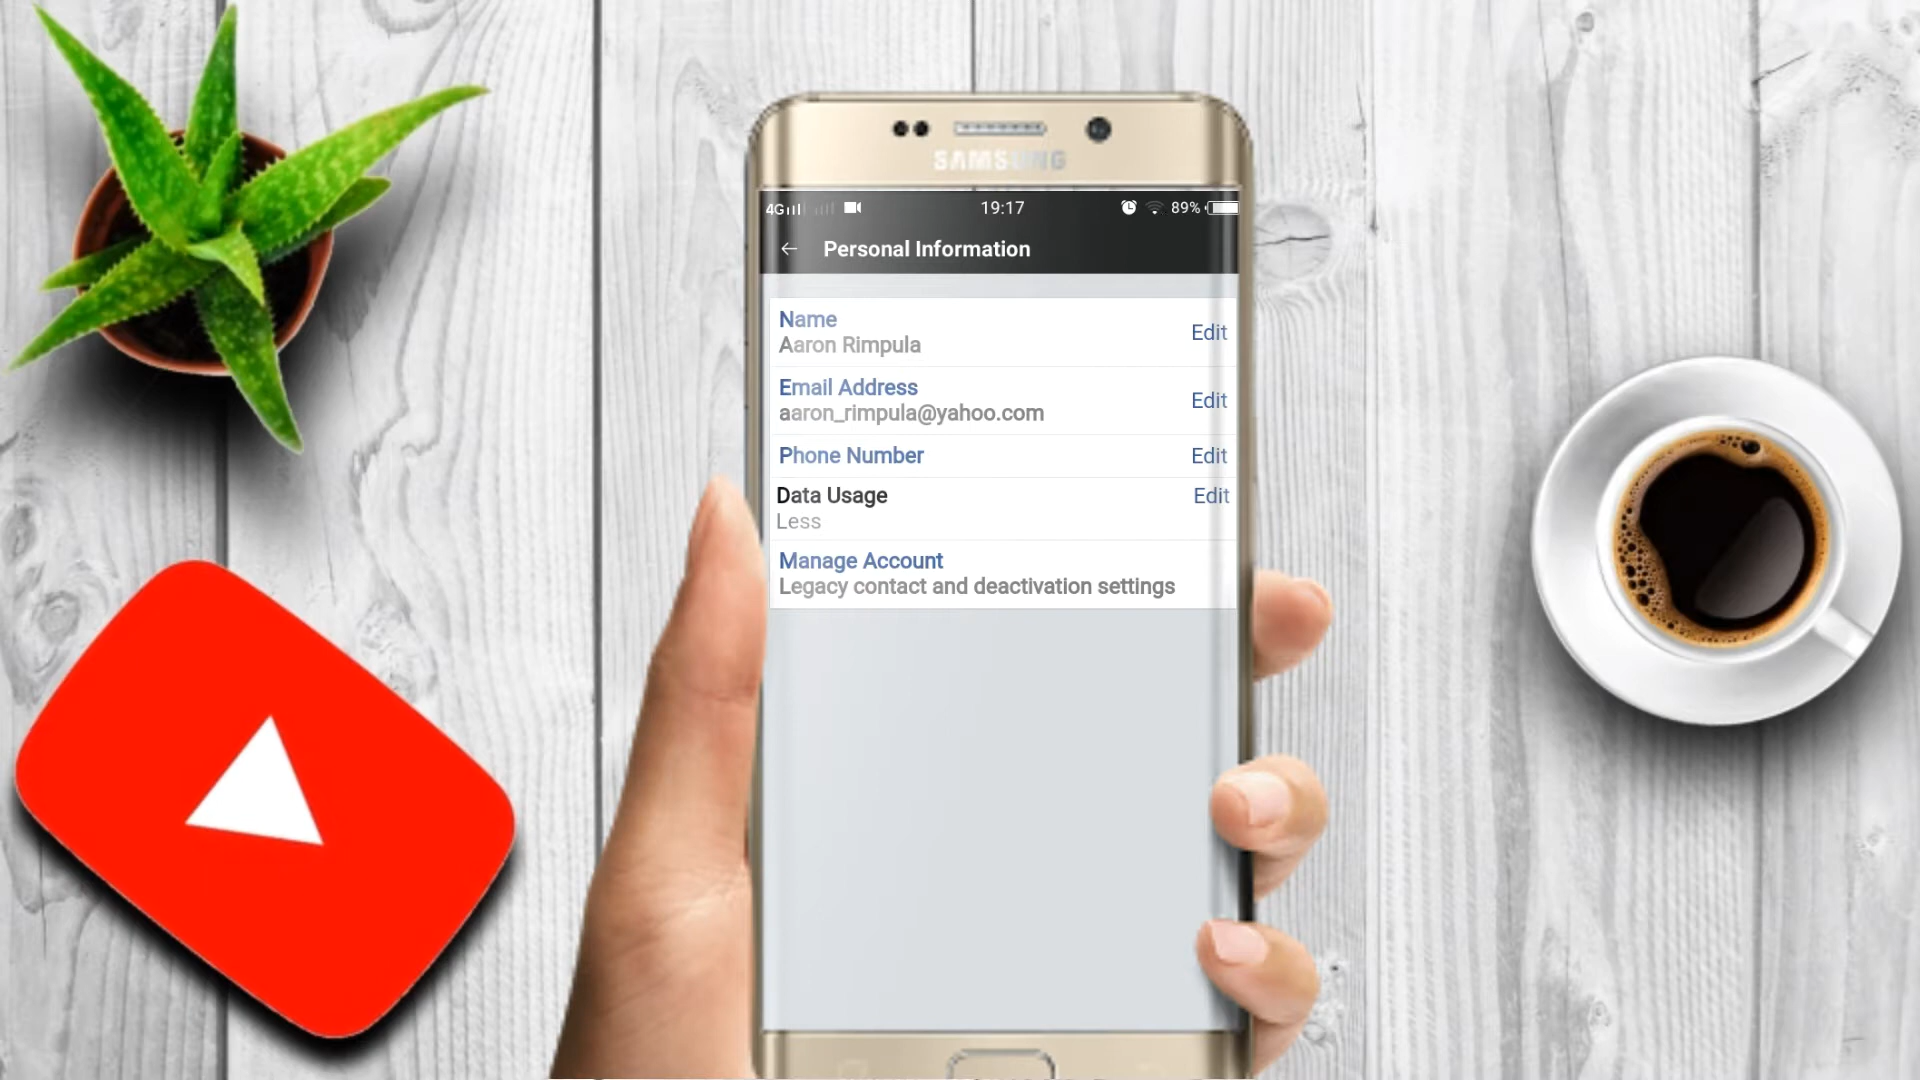 SAMSUNG
4G 19:17 89%
Personal Information
Name
Aaron Rimpula
Edit
Email Address
aaron_rimpula@yahoo.com
Edit
Phone Number
Edit
Data Usage
Less
Edit
Manage Account
Legacy contact and deactivation settings